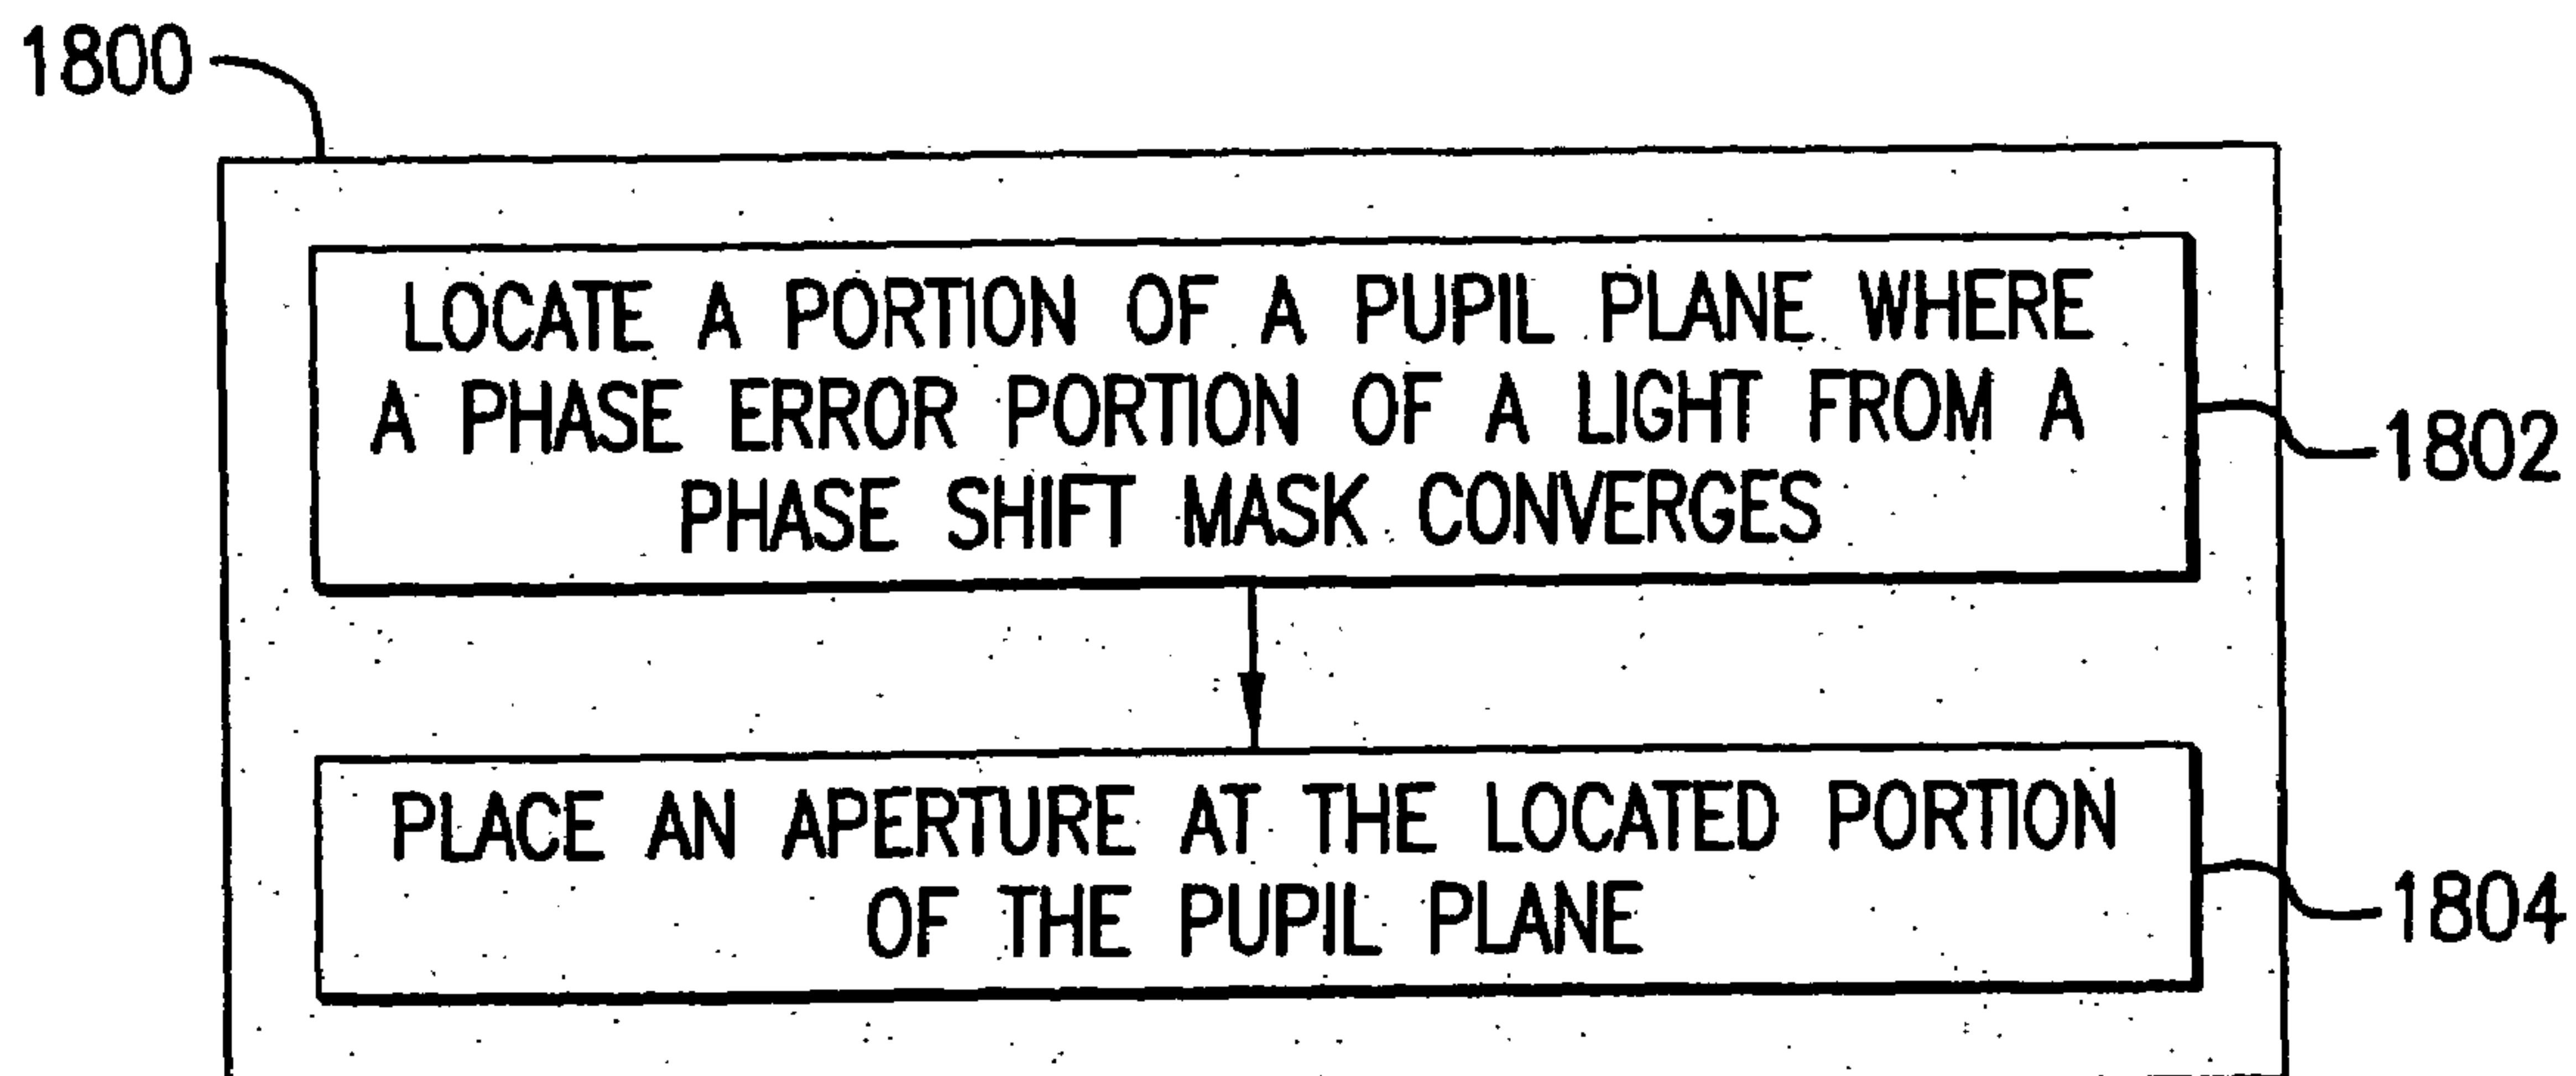 1800
LOCATE A PORTION OF A PUPIL PLANE WHERE
A PHASE ERROR PORTION OF A LIGHT FROM A
PHASE SHIFT MASK CONVERGES
1802
PLACE AN APERTURE AT THE LOCATED PORTION
OF THE PUPIL PLANE
1804